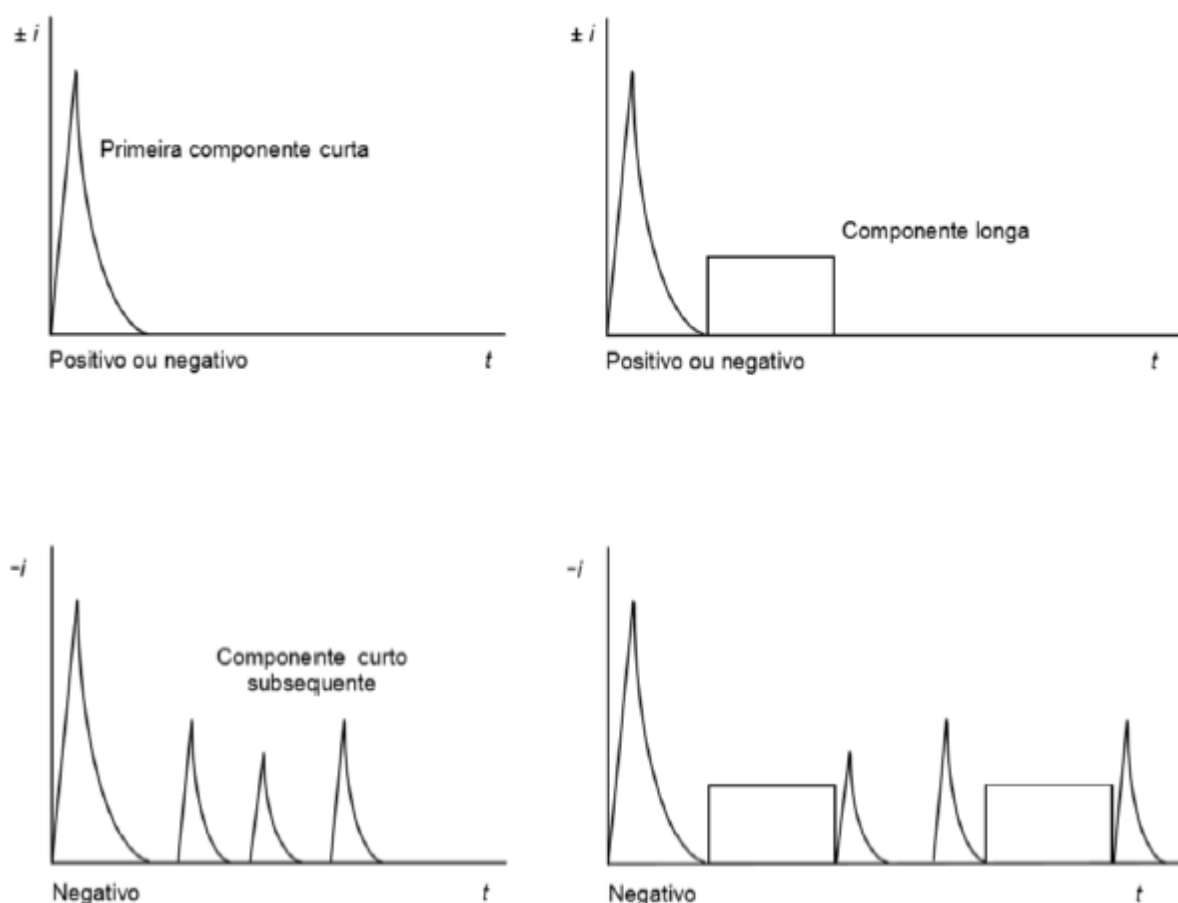 ± i
± i
Primeira componente curta
Componente longa
Positivo ou negativo
t
Positivo ou negativo
t
–i
–i
Componente curto
subsequente
Negativo
t
Negativo
t